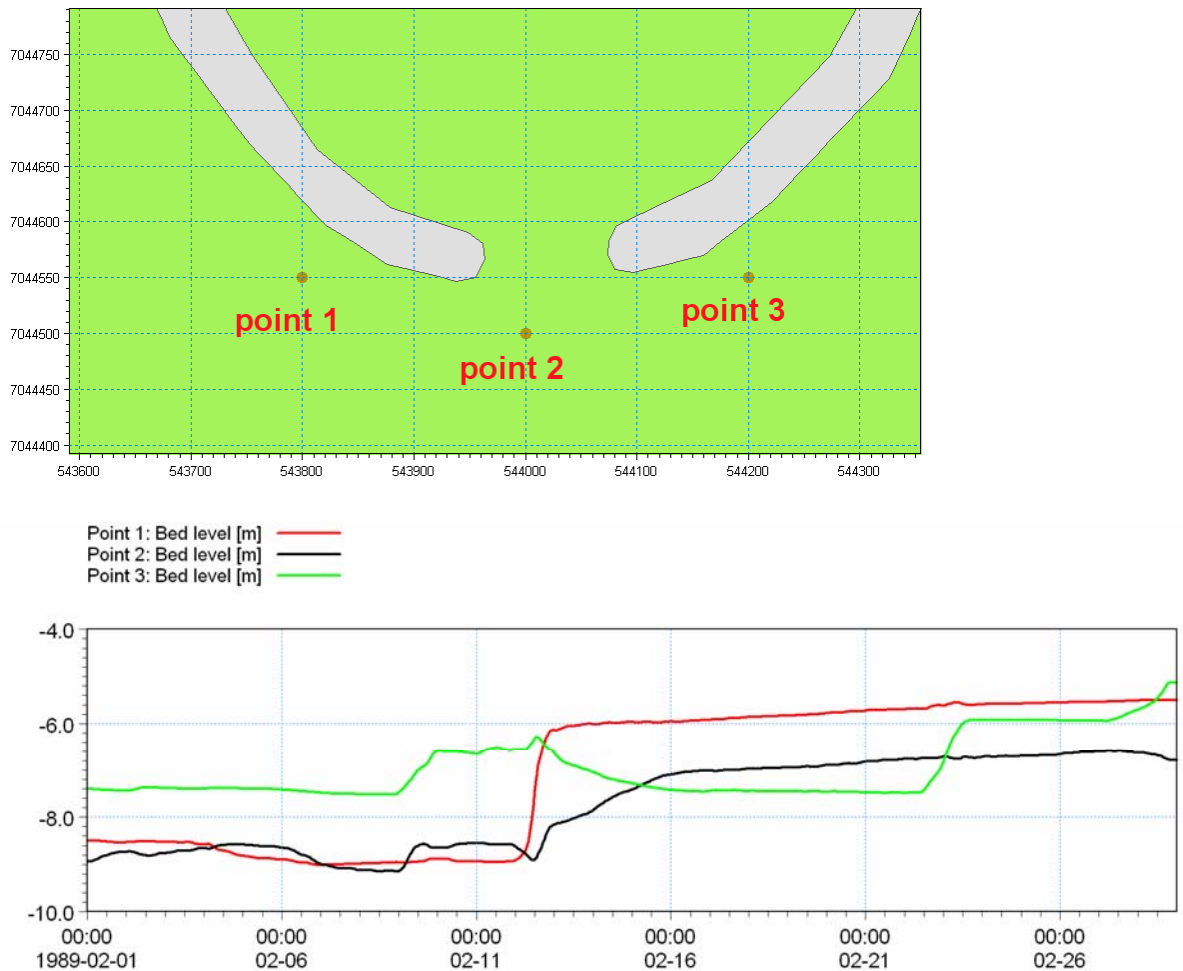 7044750
7044700
7044650
7044600
7044550
7044500
7044450
7044400
point 1
point 3
point 2
543600 543700 543800 543900 544000 544100 544200 544300
Point 1: Bed level [m]
Point 2: Bed level [m]
Point 3: Bed level [m]
-4.0
-6.0
-8.0
-10.0
00:00 00:00 00:00 00:00 00:00 00:00
1989-02-01 02-06 02-11 02-16 02-21 02-26